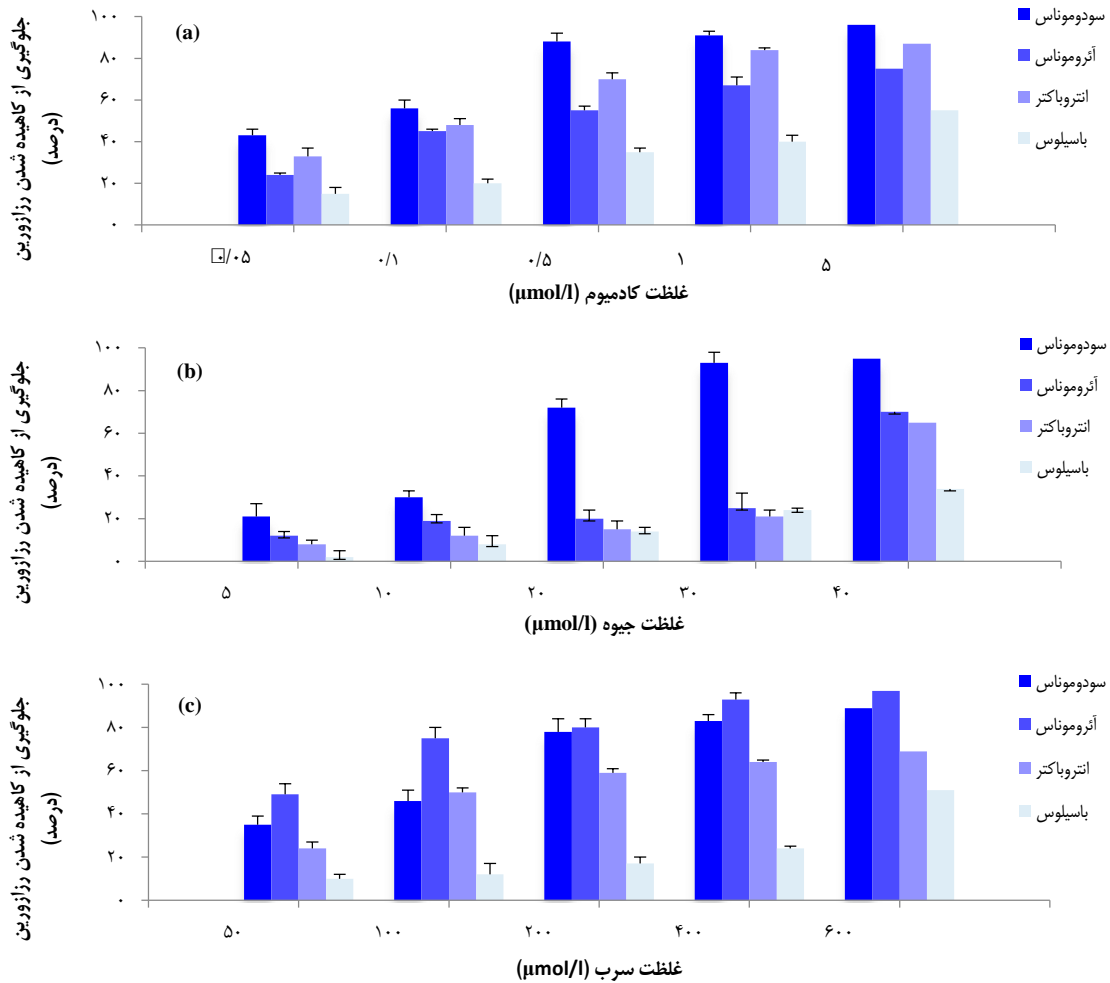 (a)
جلوگیری از کاهیده شدن رزازورین
(درصد)
۱۰۰
۸۰
۶۰
۴۰
۲۰
۰
۰/۰۵
۰/۱
۰/۵
۱
۵
غلظت کادمیوم (µmol/l)
سودوموناس
آئروموناس
انتروباکتر
باسیلوس
(b)
جلوگیری از کاهیده شدن رزازورین
(درصد)
۱۰۰
۸۰
۶۰
۴۰
۲۰
۰
۵
۱۰
۲۰
۳۰
۴۰
غلظت جیوه (µmol/l)
سودوموناس
آئروموناس
انتروباکتر
باسیلوس
(c)
جلوگیری از کاهیده شدن رزازورین
(درصد)
۱۰۰
۸۰
۶۰
۴۰
۲۰
۰
۵۰
۱۰۰
۲۰۰
۴۰۰
۶۰۰
غلظت سرب (µmol/l)
سودوموناس
آئروموناس
انتروباکتر
باسیلوس